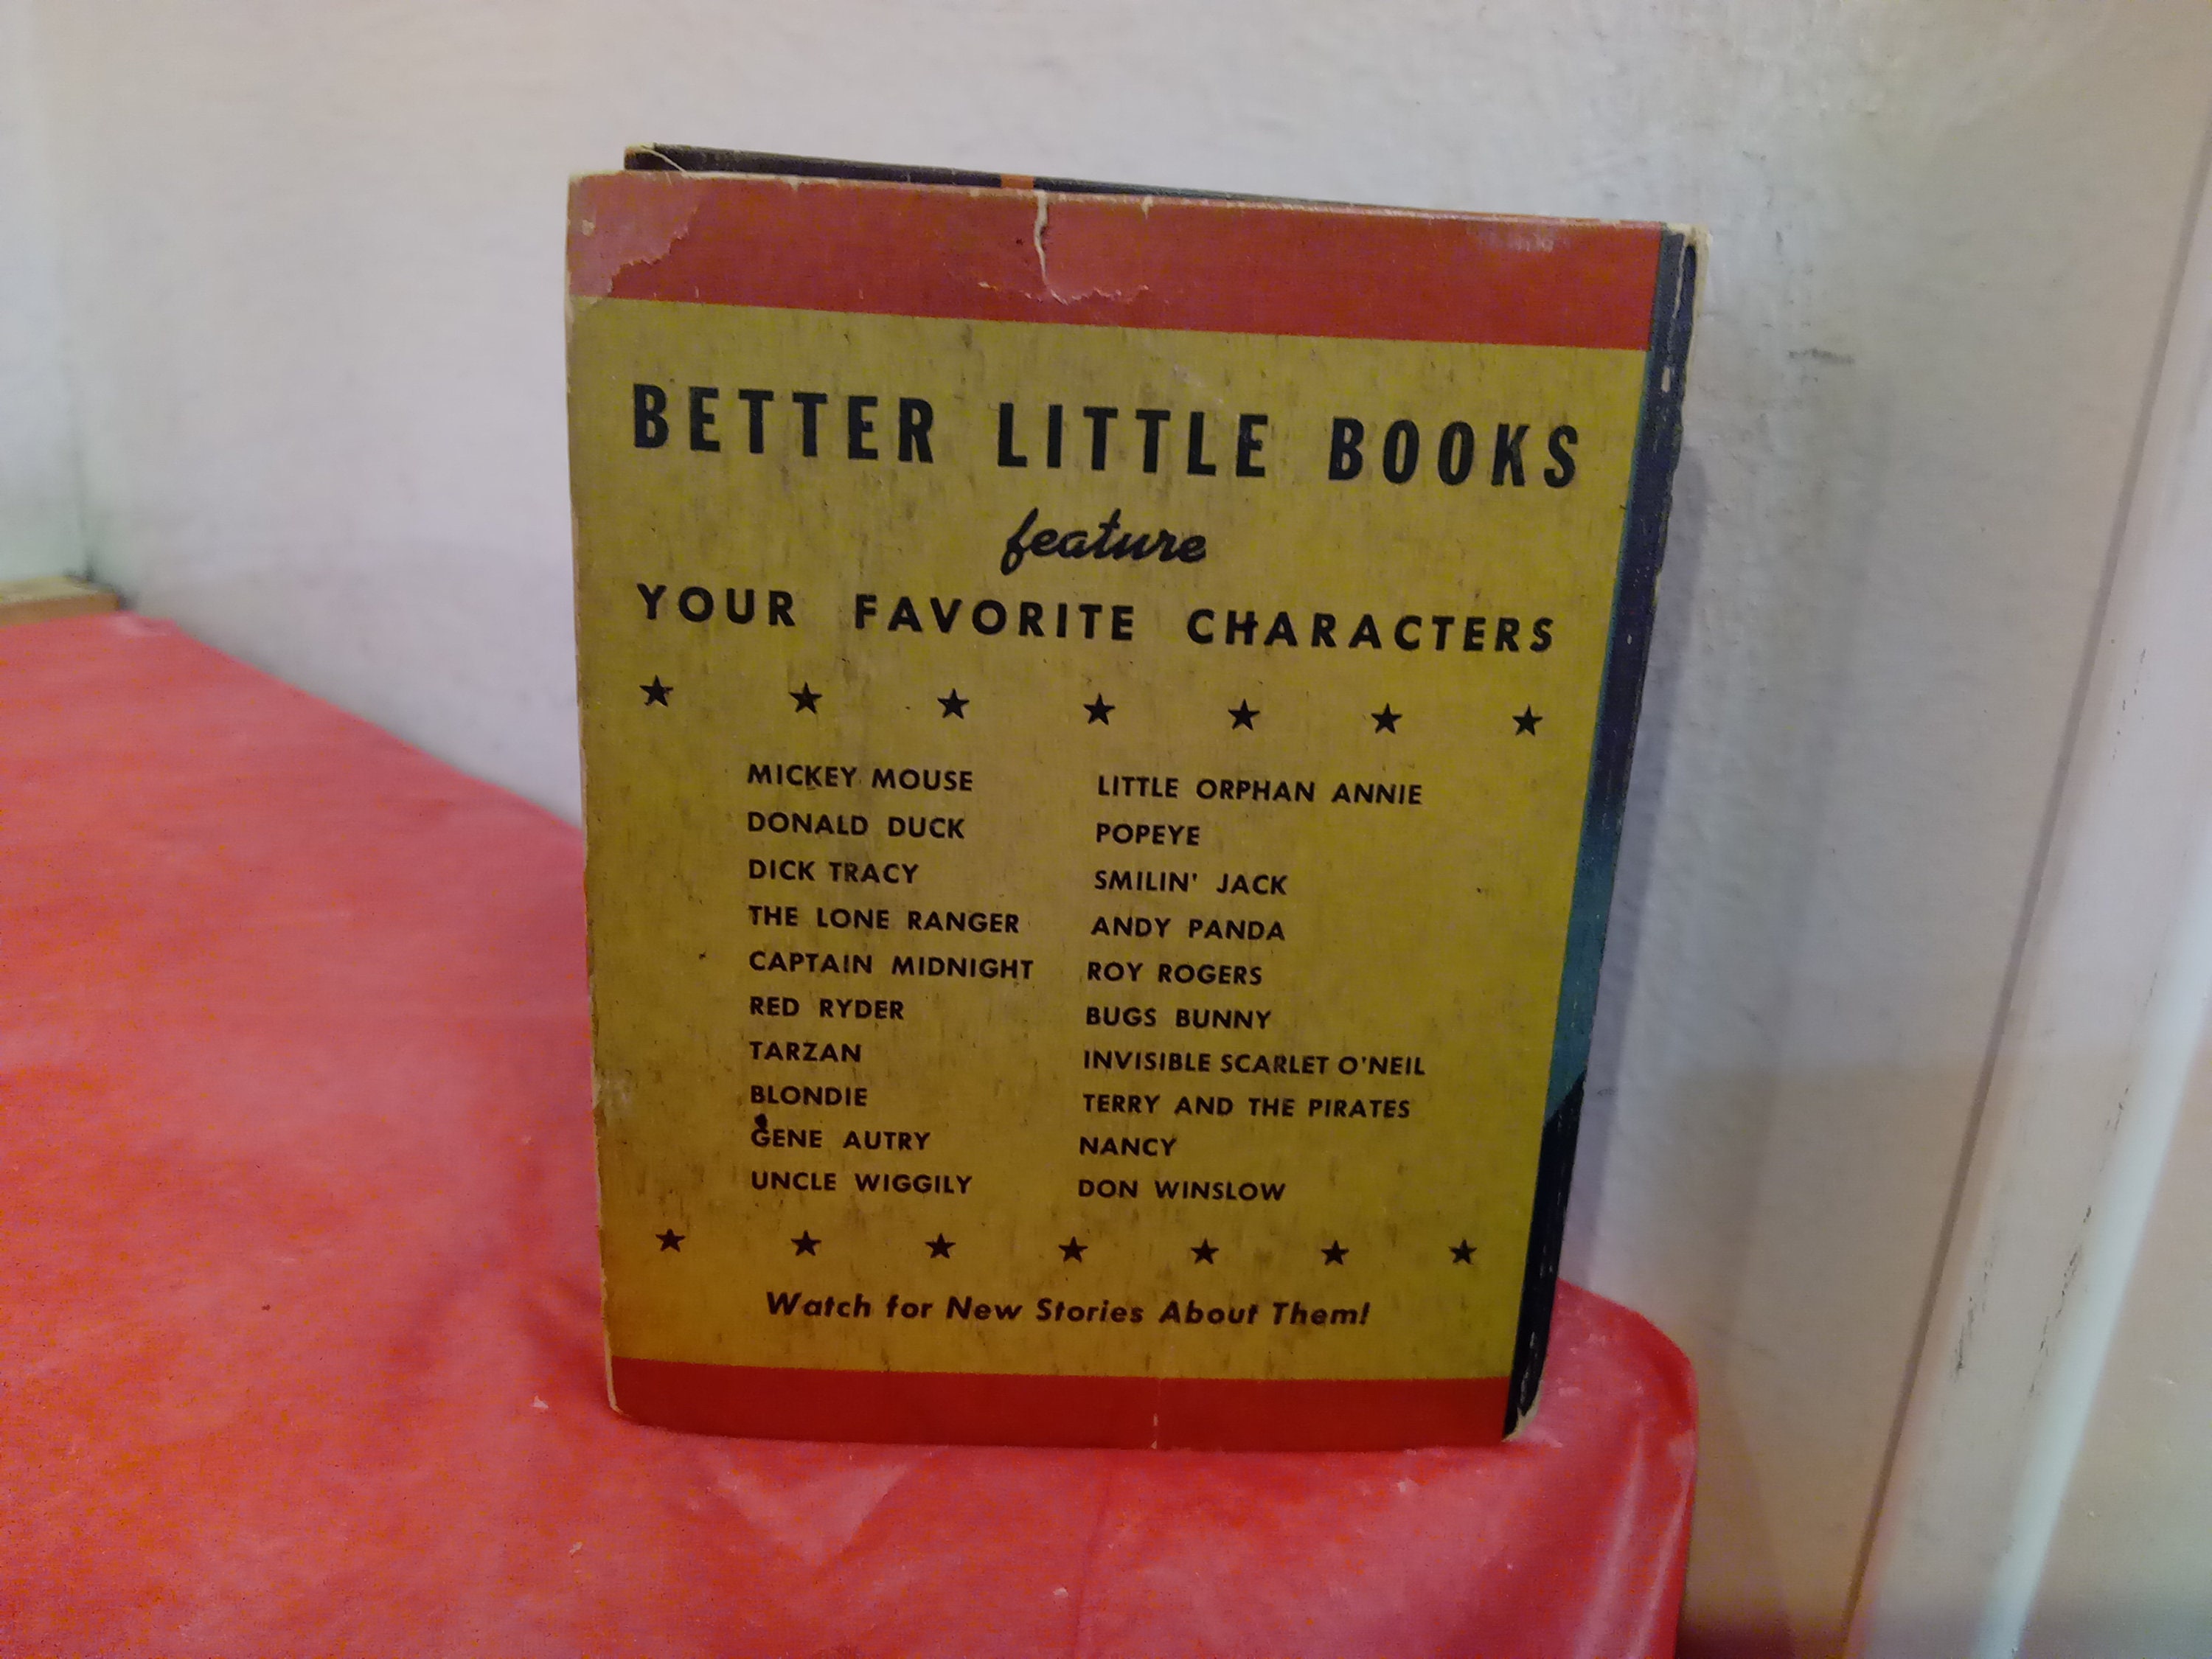 BETTER LITTLE BOOKS
feature
YOUR FAVORITE CHARACTERS
MICKEY MOUSE
DONALD DUCK
DICK TRACY
THE LONE RANGER
CAPTAIN MIDNIGHT
RED RYDER
TARZAN
BLONDIE
GENE AUTRY
UNCLE WIGGILY
LITTLE ORPHAN ANNIE
POPEYE
SMILIN' JACK
ANDY PANDA
ROY ROGERS
BUGS BUNNY
INVISIBLE SCARLET O'NEIL
TERRY AND THE PIRATES
NANCY
DON WINSLOW
Watch for New Stories About Them!